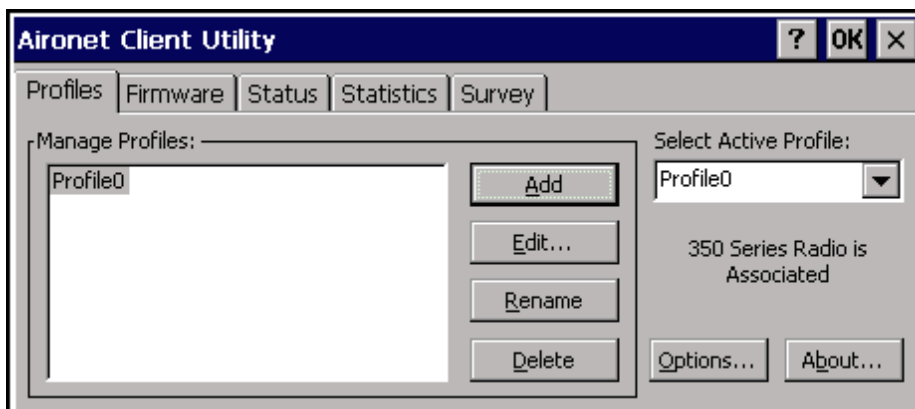 Aironet Client Utility ? OK ×
Profiles Firmware Status Statistics Survey
Manage Profiles:
Profile0
Add
Edit...
Rename
Delete
Select Active Profile:
Profile0
350 Series Radio is
Associated
Options... About...